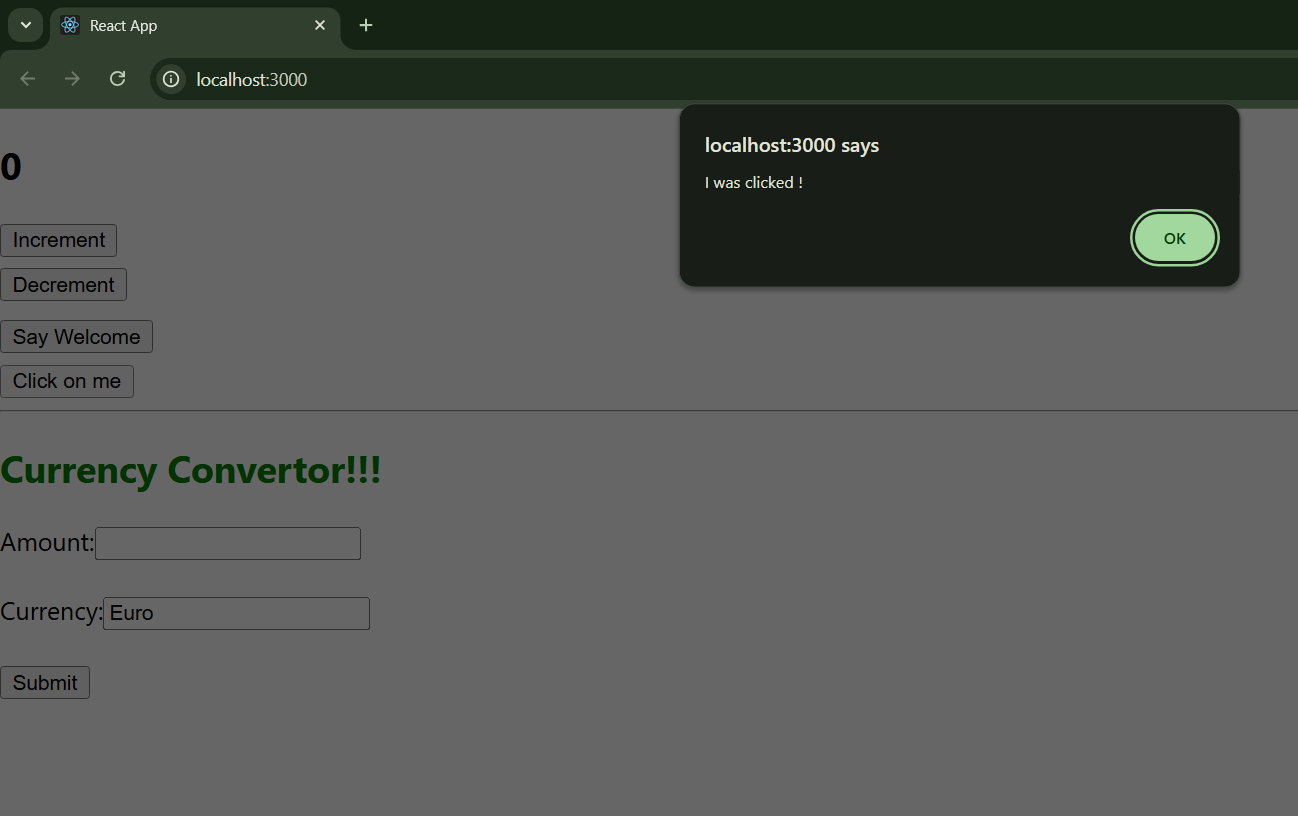 React App
localhost:3000
localhost:3000 says
I was clicked !
OK
0
Increment
Decrement
Say Welcome
Click on me
Currency Convertor!!!
Amount:
Currency: Euro
Submit